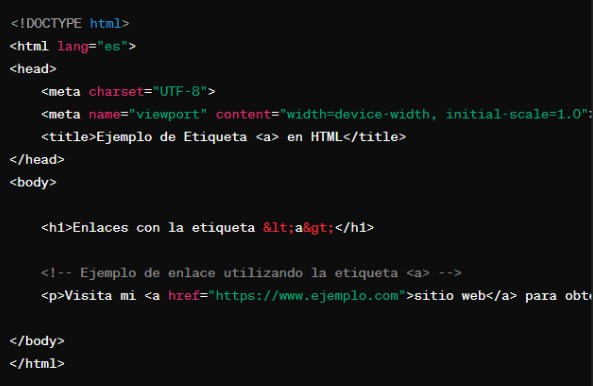 <!DOCTYPE html>
<html lang="es">
<head>
<meta charset="UTF-8">
<meta name="viewport" content="width=device-width, initial-scale=1.0"
<title>Ejemplo de Etiqueta <a> en HTML</title>
</head>
<body>
<h1>Enlaces con la etiqueta &lt;a&gt;</h1>
<!-- Ejemplo de enlace utilizando la etiqueta <a> -->
<p>Visita mi <a href="https://www.ejemplo.com">sitio web</a> para
</body>
</html>